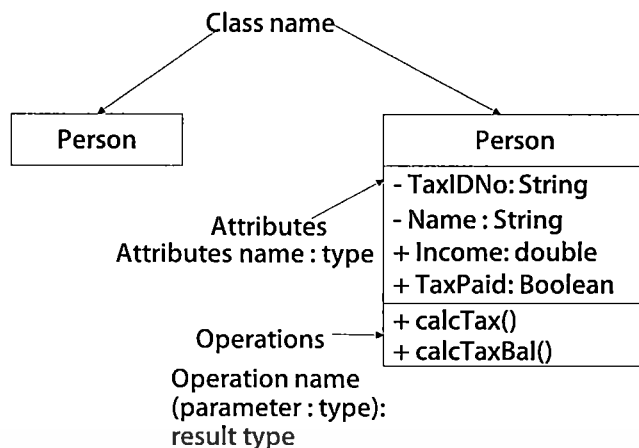 Class name
Person
Person
- TaxIDNo: String
- Name : String
+ Income: double
+ TaxPaid: Boolean
+ calcTax()
+ calcTaxBal()
Attributes
Attributes name : type
Operations
Operation name
(parameter : type):
result type